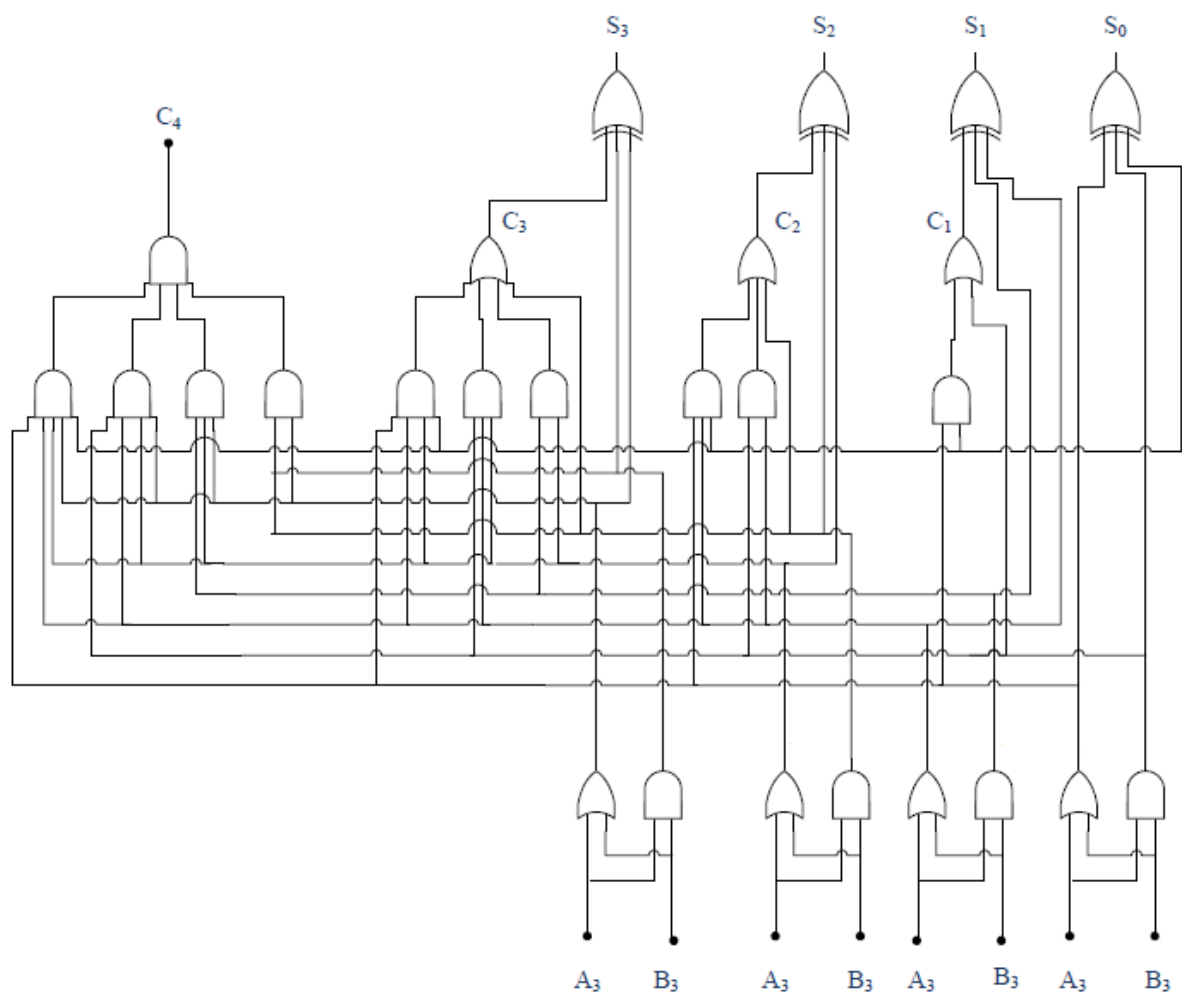 S₃ S₂ S₁ S₀
C₄
C₃ C₂ C₁
A₃ B₃ A₃ B₃ A₃ B₃ A₃ B₃